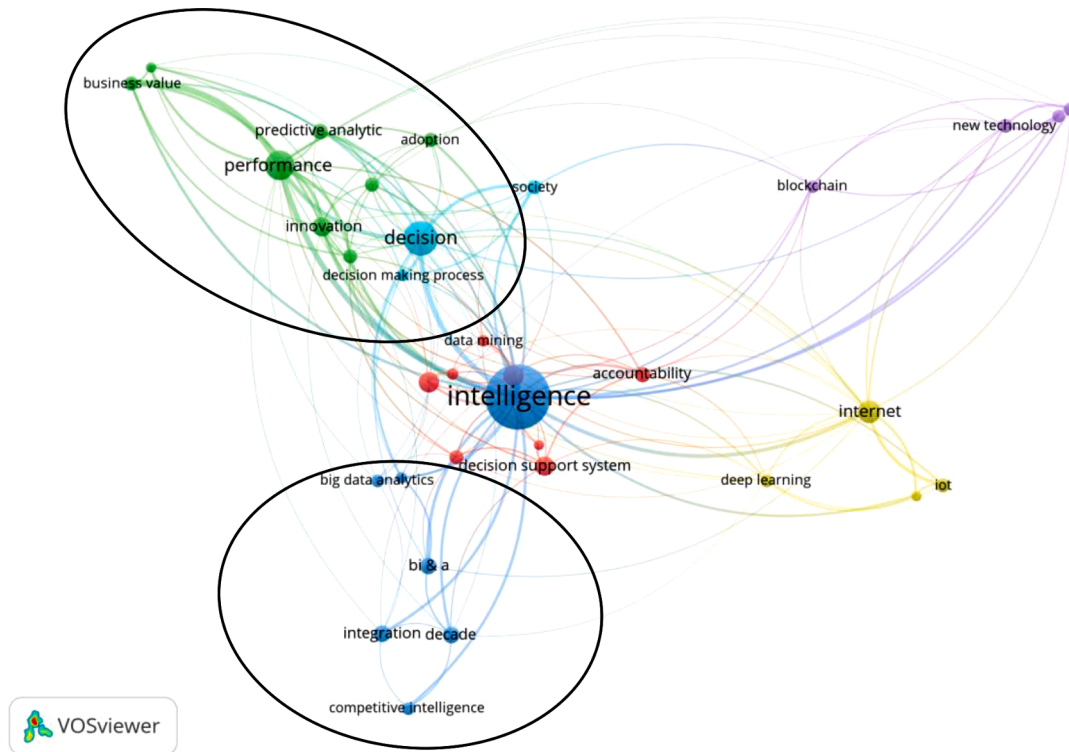 business value
predictive analytic
adoption
new technology
performance
blockchain
society
innovation
decision
decision making process
data mining
accountability
intelligence
internet
decision support system
big data analytics
deep learning
iot
bi & a
integration
decade
competitive intelligence
VOSviewer